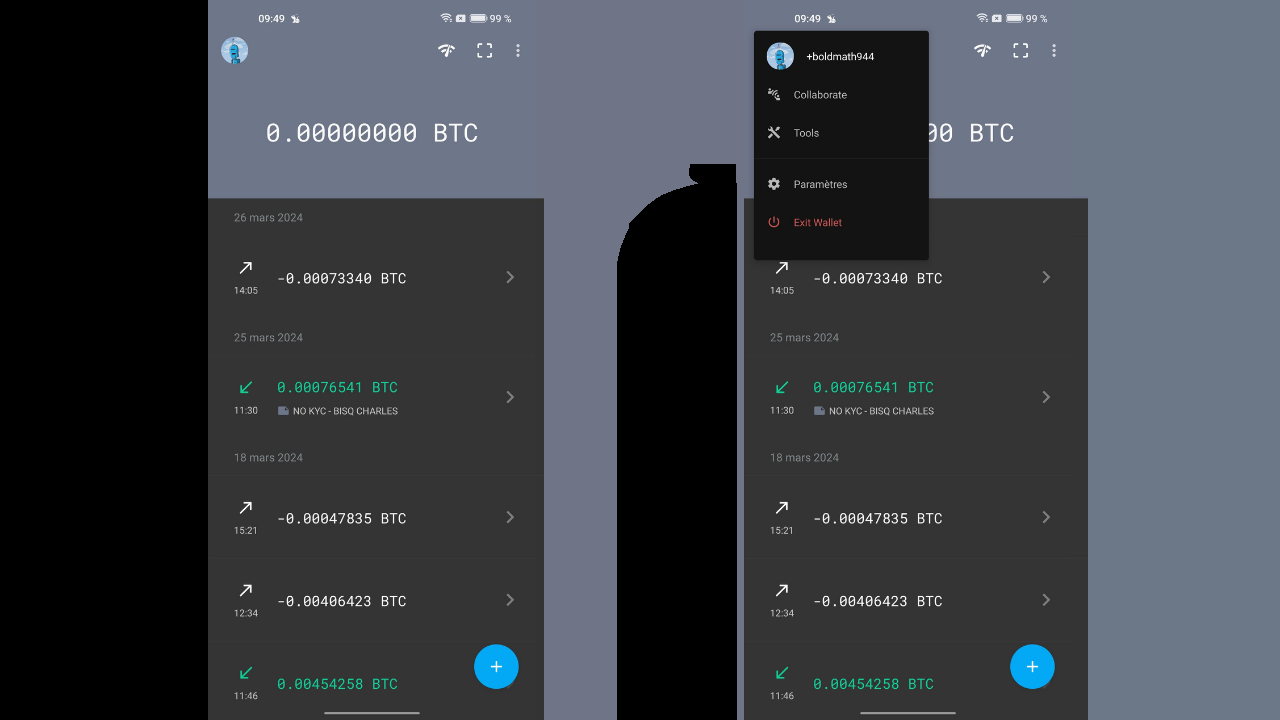 09:49
99 %
0.00000000 BTC
26 mars 2024
-0.00073340 BTC
14:05
25 mars 2024
0.00076541 BTC
11:30
NO KYC - BISQ CHARLES
18 mars 2024
-0.00047835 BTC
15:21
-0.00406423 BTC
12:34
0.00454258 BTC
11:46
+
09:49
99 %
+boldmath944
Collaborate
Tools
Paramètres
Exit Wallet
00 BTC
-0.00073340 BTC
14:05
25 mars 2024
0.00076541 BTC
11:30
NO KYC - BISQ CHARLES
18 mars 2024
-0.00047835 BTC
15:21
-0.00406423 BTC
12:34
0.00454258 BTC
11:46
+